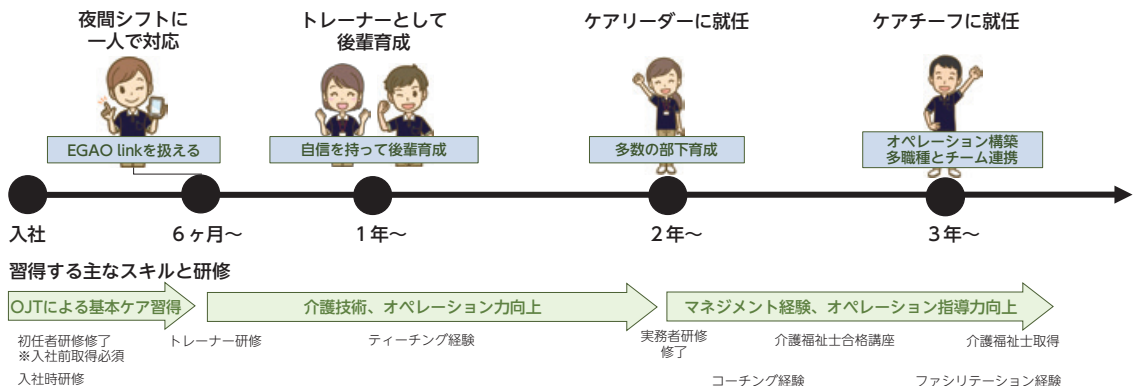 夜間シフトに
一人で対応
トレーナーとして
後輩育成
ケアリーダーに就任
ケアチーフに就任
EGAO linkを扱える
自信を持って後輩育成
多数の部下育成
オペレーション構築
多職種とチーム連携
入社
6ヶ月～
1年～
2年～
3年～
習得する主なスキルと研修
OJTによる基本ケア習得
介護技術、オペレーション力向上
マネジメント経験、オペレーション指導力向上
初任者研修修了
※入社前取得必須
入社時研修
トレーナー研修
ティーチング経験
実務者研修
修了
介護福祉士合格講座
介護福祉士取得
コーチング経験
ファシリテーション経験